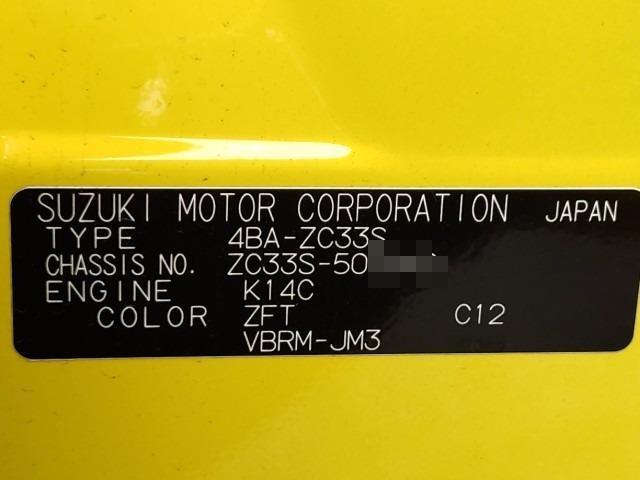 SUZUKI MOTOR CORPORATION JAPAN
TYPE 4BA-ZC33S
CHASSIS NO. ZC33S-50
ENGINE K14C
COLOR ZFT C12
VBRM-JM3